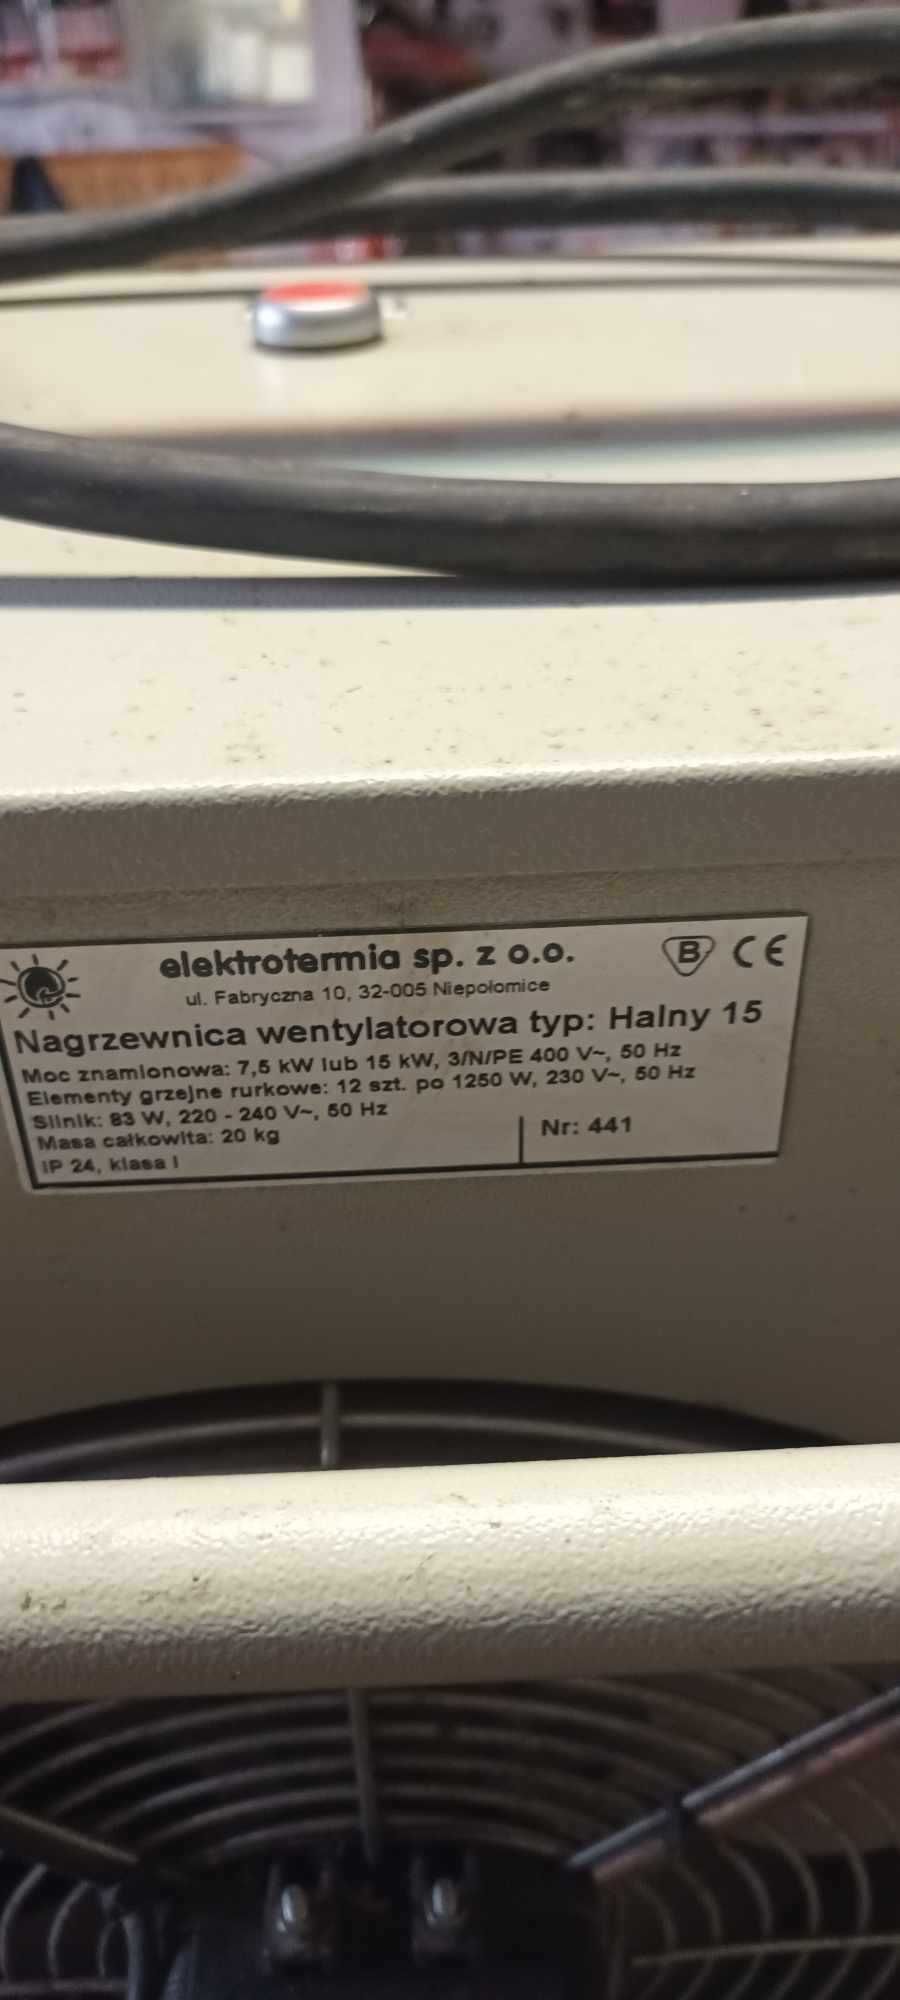 elektrotermia sp. z o.o.
B CE
ul. Fabryczna 10, 32-005 Niepołomice
Nagrzewnica wentylatorowa typ: Halny 15
Moc znamionowa: 7,5 kW lub 15 kW, 3/N/PE 400 V~, 50 Hz
Elementy grzejne rurkowe: 12 szt. po 1250 W, 230 V~, 50 Hz
Silnik: 83 W, 220 - 240 V~, 50 Hz
Masa całkowita: 20 kg
Nr: 441
IP 24, klasa I